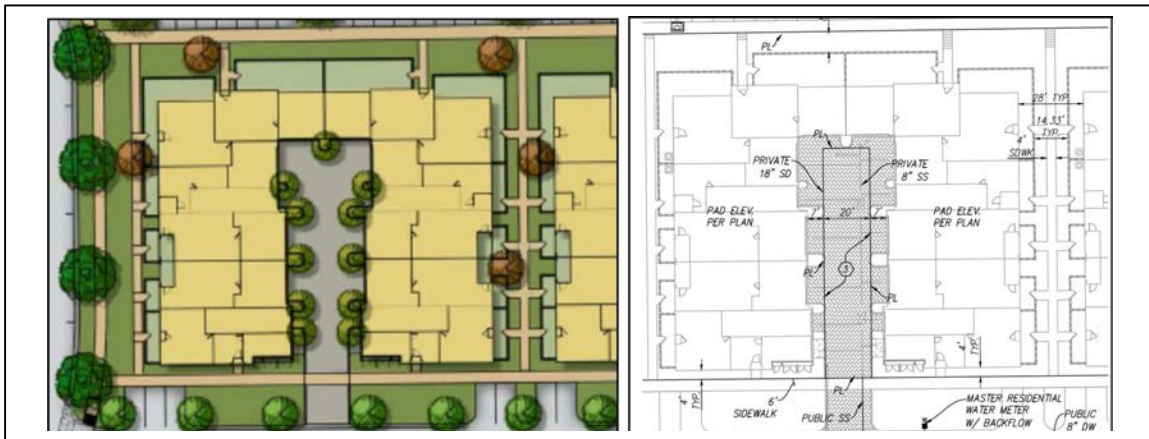 PL
28' TYP.
14.33'
TYP.
4'
SDWK
PL
PRIVATE
18" SD
PRIVATE
8" SS
PAD ELEV.
PER PLAN
7'
20'
7'
PAD ELEV.
PER PLAN
PL
3
PL
4'
TYP.
4'
TYP.
6'
SIDEWALK
PL
PUBLIC SS
MASTER RESIDENTIAL
WATER METER
W/ BACKFLOW
PUBLIC
8" DW